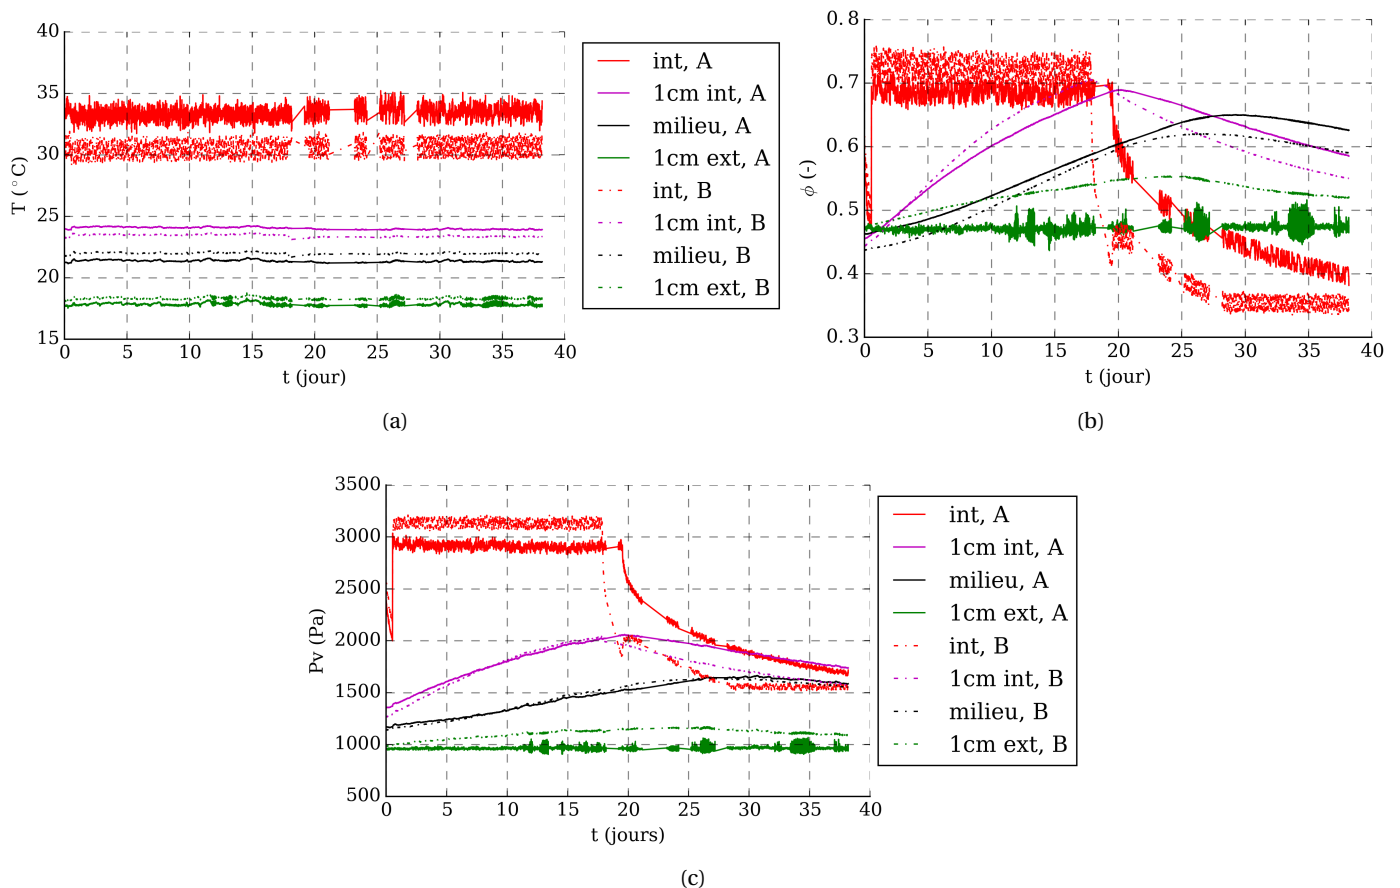 40
35
30
25
20
15
T (°C)
0 5 10 15 20 25 30 35 40
t (jour)
(a)
int, A
1cm int, A
milieu, A
1cm ext, A
int, B
1cm int, B
milieu, B
1cm ext, B
0.8
0.7
0.6
0.5
0.4
0.3
ϕ (-)
0 5 10 15 20 25 30 35 40
t (jour)
(b)
3500
3000
2500
2000
1500
1000
500
Pv (Pa)
0 5 10 15 20 25 30 35 40
t (jours)
(c)
int, A
1cm int, A
milieu, A
1cm ext, A
int, B
1cm int, B
milieu, B
1cm ext, B